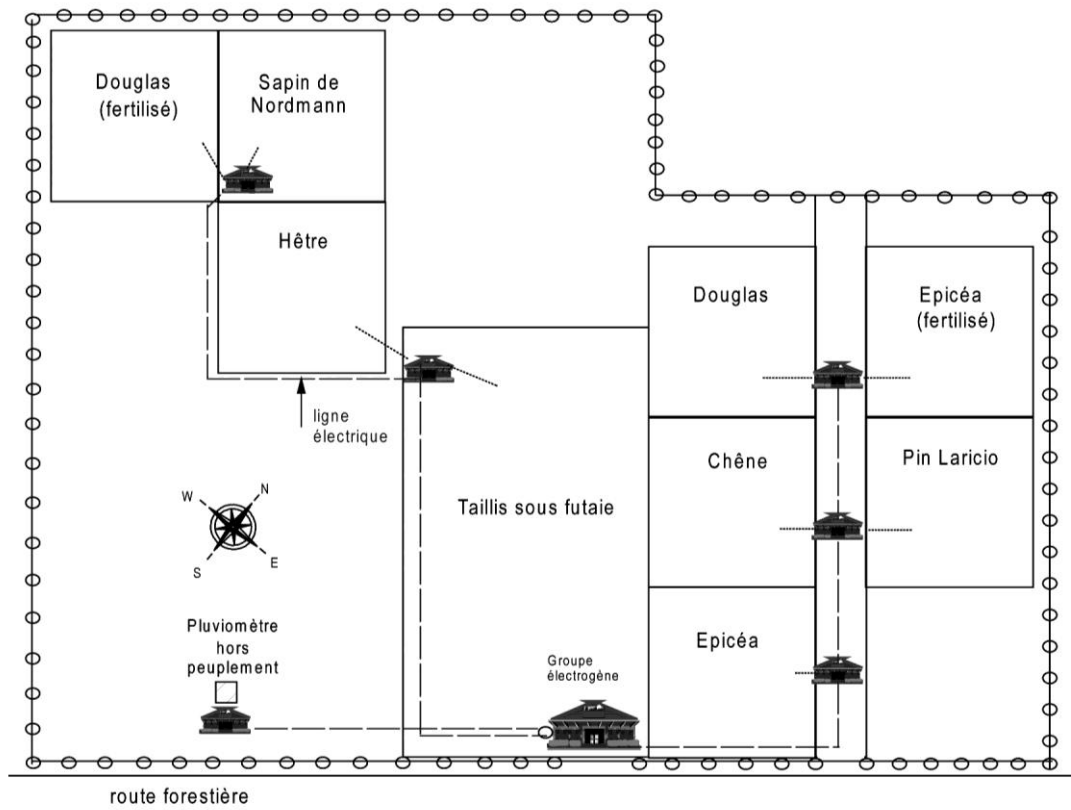 Douglas
(fertilisé)
Sapin de
Nordmann
Hêtre
ligne
électrique
W
N
S
E
Pluviomètre
hors
peuplement
Taillis sous futaie
Groupe
électrogène
Douglas
Chêne
Epicéa
Epicéa
(fertilisé)
Pin Laricio
route forestière